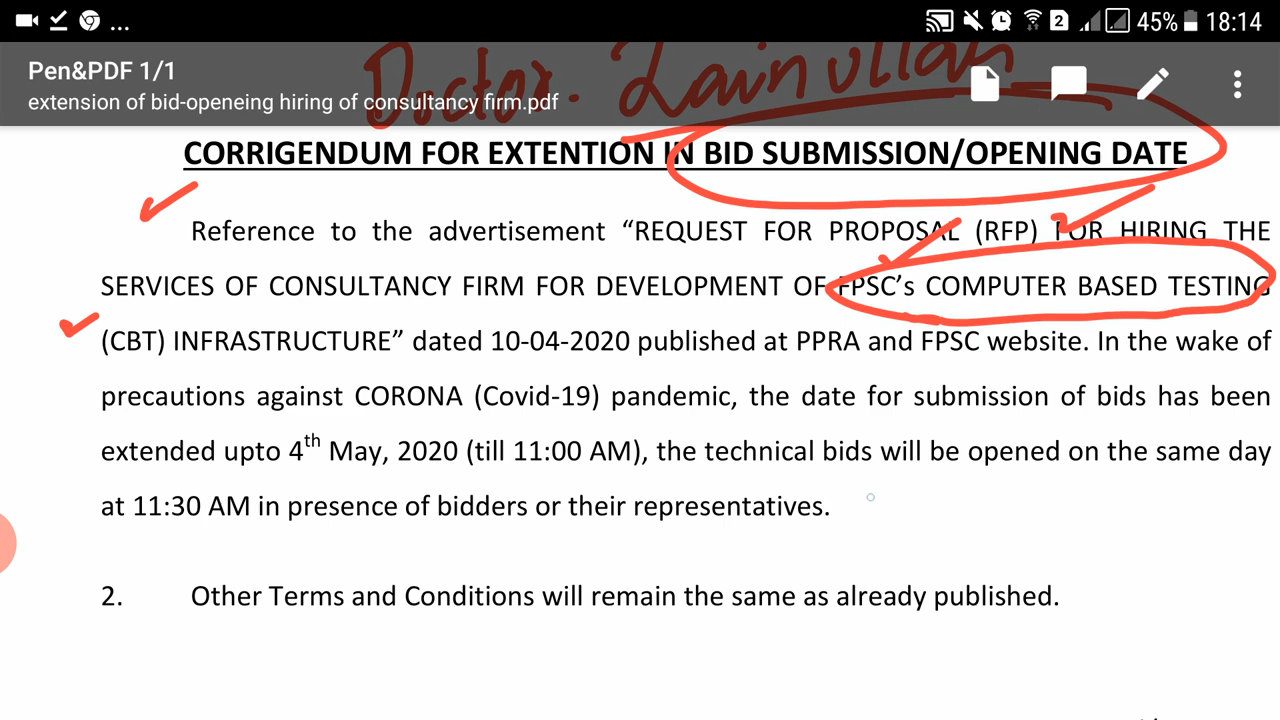 ... 2 45% 18:14
Pen&PDF 1/1
extension of bid-openeing hiring of consultancy firm.pdf
Doctor. Zainullah
CORRIGENDUM FOR EXTENTION IN BID SUBMISSION/OPENING DATE
Reference to the advertisement “REQUEST FOR PROPOSAL (RFP) FOR HIRING THE
SERVICES OF CONSULTANCY FIRM FOR DEVELOPMENT OF FPSC’s COMPUTER BASED TESTING
(CBT) INFRASTRUCTURE” dated 10-04-2020 published at PPRA and FPSC website. In the wake of
precautions against CORONA (Covid-19) pandemic, the date for submission of bids has been
extended upto 4th May, 2020 (till 11:00 AM), the technical bids will be opened on the same day
at 11:30 AM in presence of bidders or their representatives.
2. Other Terms and Conditions will remain the same as already published.